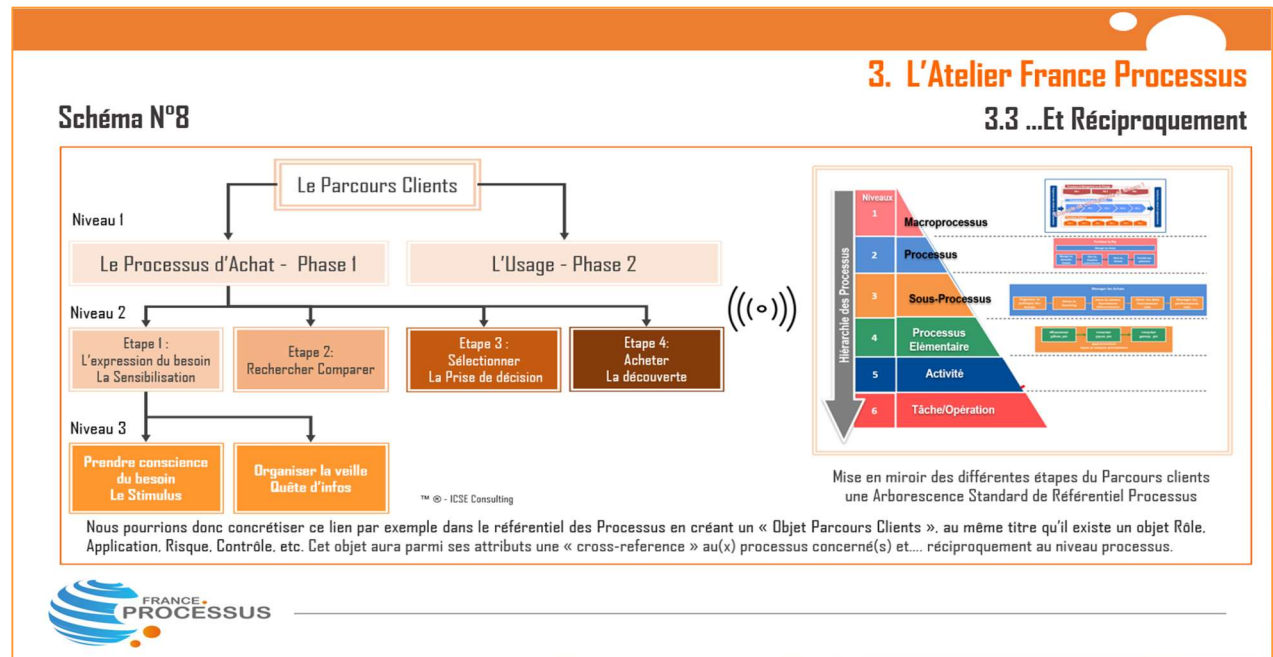 3. L'Atelier France Processus
Schéma N°8
3.3 ...Et Réciproquement
Le Parcours Clients
Niveau 1
Le Processus d'Achat - Phase 1
L'Usage - Phase 2
Niveau 2
Etape 1 :
L'expression du besoin
La Sensibilisation
Etape 2:
Rechercher Comparer
Etape 3 :
Sélectionner
La Prise de décision
Etape 4:
Acheter
La découverte
Niveau 3
Prendre conscience
du besoin
Le Stimulus
Organiser la veille
Quête d'infos
™ ® - ICSE Consulting
Hiérarchie des Processus
Niveaux
1
Macroprocessus
2
Processus
3
Sous-Processus
4
Processus
Elémentaire
5
Activité
6
Tâche/Opération
Mise en miroir des différentes étapes du Parcours clients
une Arborescence Standard de Référentiel Processus
Nous pourrions donc concrétiser ce lien par exemple dans le référentiel des Processus en créant un « Objet Parcours Clients », au même titre qu'il existe un objet Rôle,
Application, Risque, Contrôle, etc. Cet objet aura parmi ses attributs une « cross-reference » au(x) processus concerné(s) et.... réciproquement au niveau processus.
FRANCE
PROCESSUS